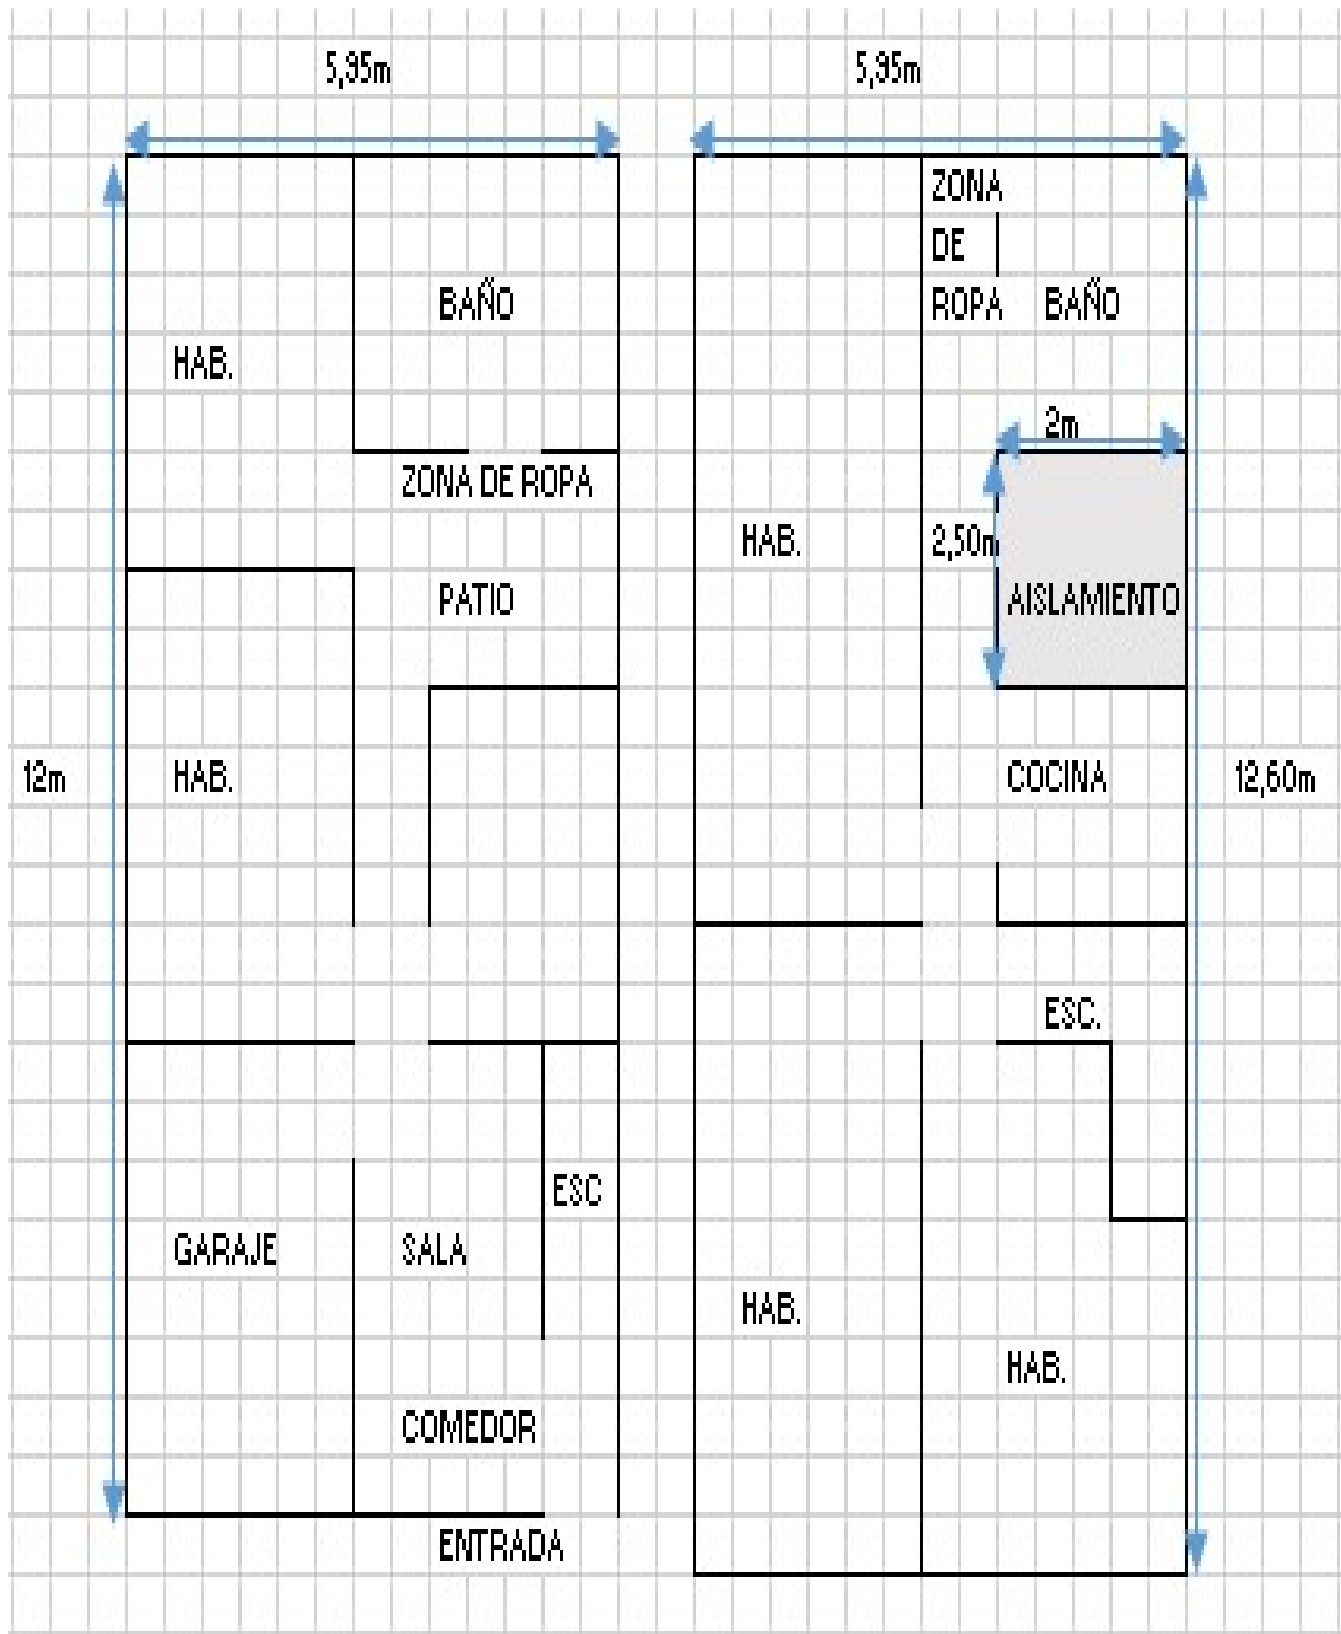 5,95m
5,95m
ZONA
DE
ROPA
BAÑO
BAÑO
HAB.
2m
ZONA DE ROPA
HAB.
2,50m
PATIO
AISLAMIENTO
12m
HAB.
COCINA
12,60m
ESC.
ESC
GARAJE
SALA
HAB.
HAB.
COMEDOR
ENTRADA